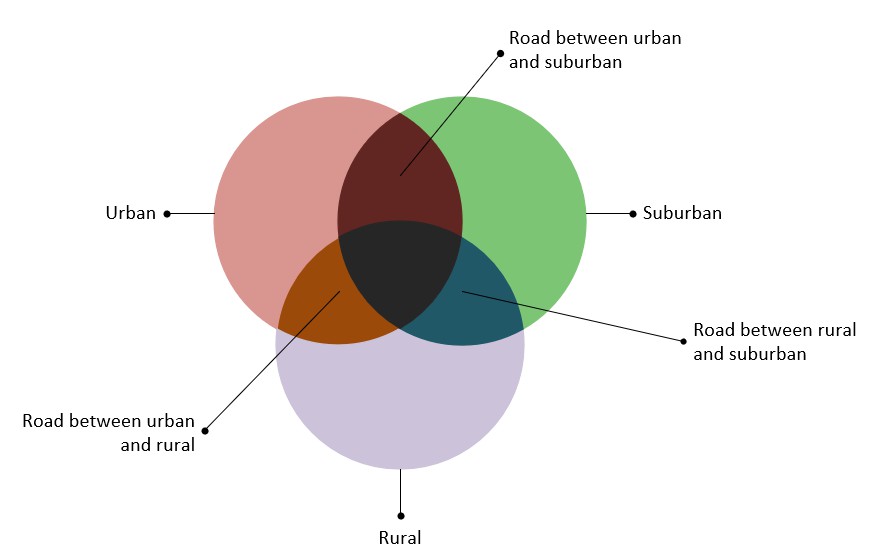 Road between urban
and suburban
Urban
Suburban
Road between rural
and suburban
Road between urban
and rural
Rural